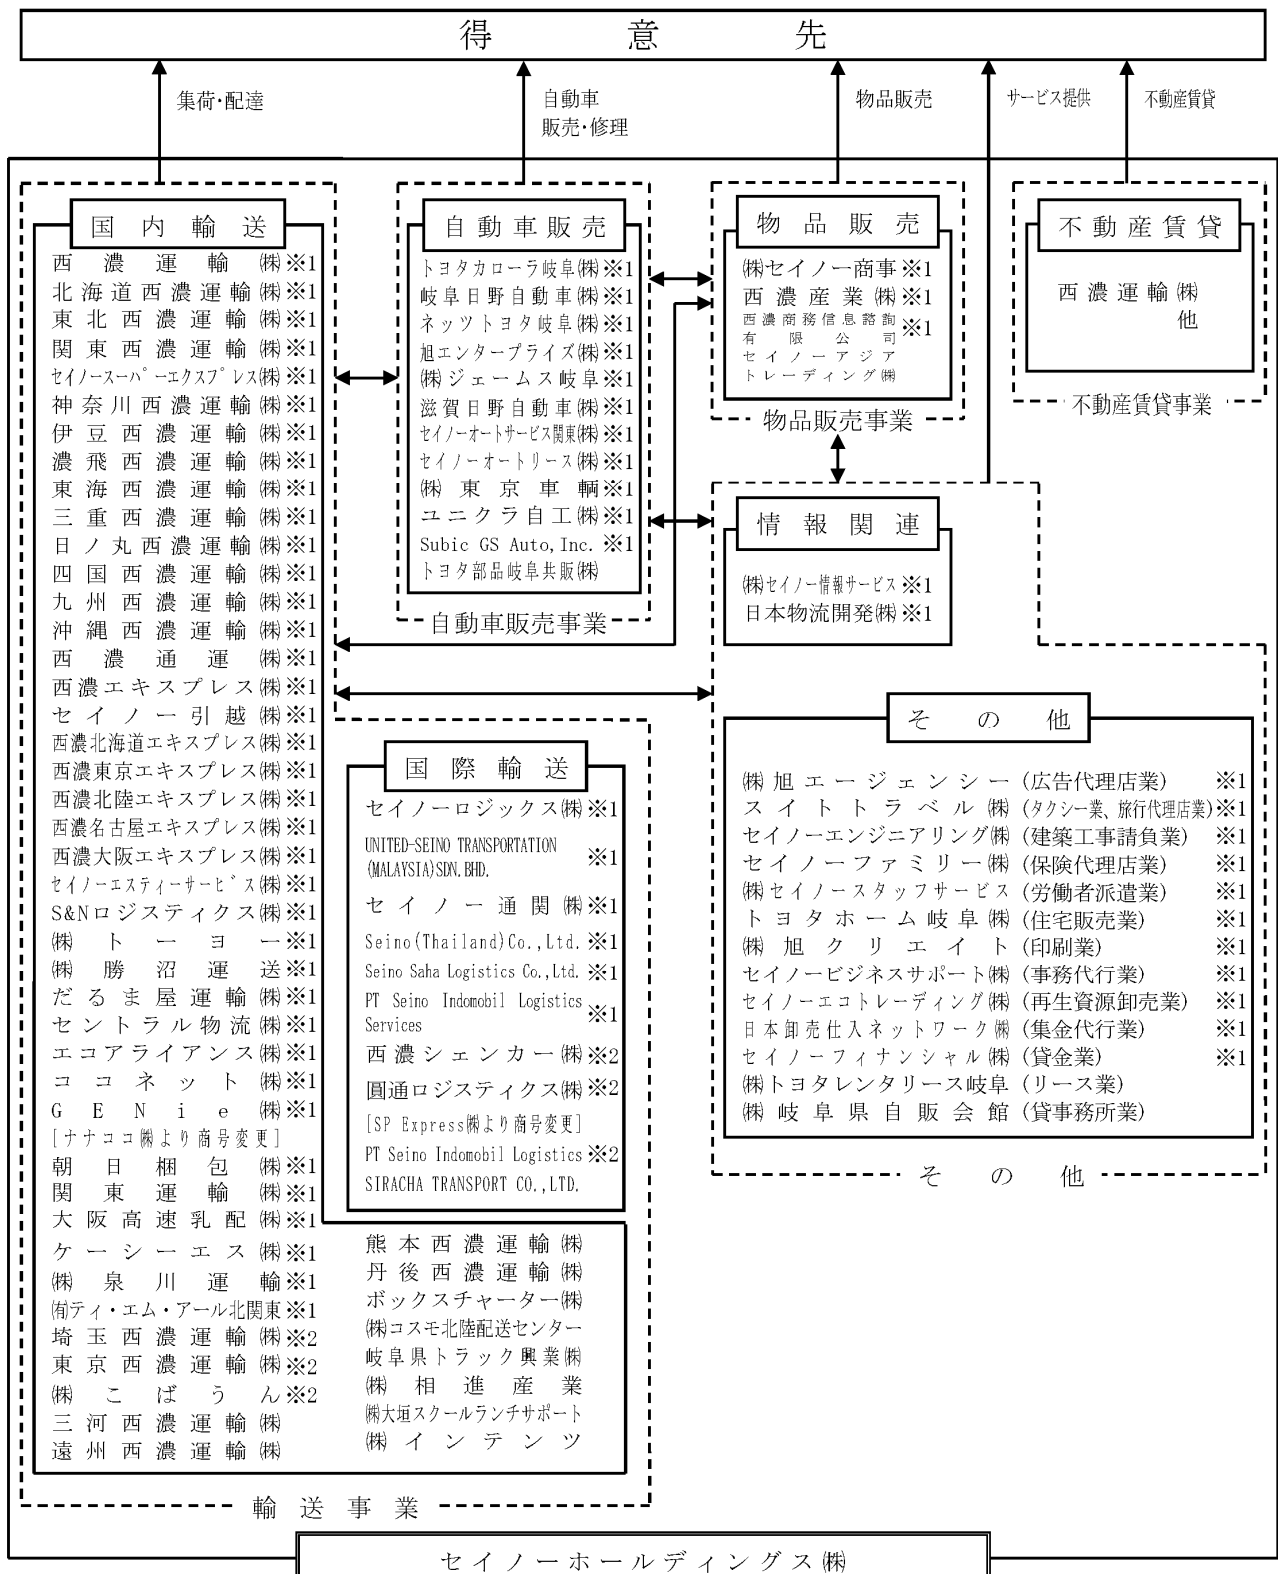 得意先
集荷・配達
自動車
販売・修理
物品販売
サービス提供
不動産賃貸
国内輸送
西濃運輸㈱※1
北海道西濃運輸㈱※1
東北西濃運輸㈱※1
関東西濃運輸㈱※1
セイノースーパーエクスプレス㈱※1
神奈川西濃運輸㈱※1
伊豆西濃運輸㈱※1
濃飛西濃運輸㈱※1
東海西濃運輸㈱※1
三重西濃運輸㈱※1
日ノ丸西濃運輸㈱※1
四国西濃運輸㈱※1
九州西濃運輸㈱※1
沖縄西濃運輸㈱※1
西濃通運㈱※1
西濃エキスプレス㈱※1
セイノー引越㈱※1
西濃北海道エキスプレス㈱※1
西濃東京エキスプレス㈱※1
西濃北陸エキスプレス㈱※1
西濃名古屋エキスプレス㈱※1
西濃大阪エキスプレス㈱※1
セイノーエスティーサービス㈱※1
S&Nロジスティクス㈱※1
㈱トーヨー※1
㈱勝沼運送※1
だるま屋運輸㈱※1
セントラル物流㈱※1
エコアライアンス㈱※1
ココネット㈱※1
GENie㈱※1
[ナナココ㈱より商号変更]
朝日梱包㈱※1
関東運輸㈱※1
大阪高速乳配㈱※1
ケーシーエス㈱※1
㈱泉川運輸※1
㈲ティ・エム・アール北関東※1
埼玉西濃運輸㈱※2
東京西濃運輸㈱※2
㈱こばうん※2
三河西濃運輸㈱
遠州西濃運輸㈱
熊本西濃運輸㈱
丹後西濃運輸㈱
ボックスチャーター㈱
㈱コスモ北陸配送センター
岐阜県トラック興業㈱
㈱相進産業
㈱大垣スクールランチサポート
㈱インテンツ
国際輸送
セイノーロジックス㈱※1
UNITED-SEINO TRANSPORTATION
(MALAYSIA)SDN.BHD. ※1
セイノー通関㈱※1
Seino(Thailand)Co.,Ltd. ※1
Seino Saha Logistics Co.,Ltd. ※1
PT Seino Indomobil Logistics
Services ※1
西濃シェンカー㈱※2
圓通ロジスティクス㈱※2
[SP Express㈱より商号変更]
PT Seino Indomobil Logistics ※2
SIRACHA TRANSPORT CO.,LTD.
輸送事業
自動車販売
トヨタカローラ岐阜㈱※1
岐阜日野自動車㈱※1
ネッツトヨタ岐阜㈱※1
旭エンタープライズ㈱※1
㈱ジェームス岐阜※1
滋賀日野自動車㈱※1
セイノーオートサービス関東㈱※1
セイノーオートリース㈱※1
㈱東京車輌※1
ユニクラ自工㈱※1
Subic GS Auto,Inc. ※1
トヨタ部品岐阜共販㈱
自動車販売事業
物品販売
㈱セイノー商事※1
西濃産業㈱※1
西濃商務信息諮詢
有限公司 ※1
セイノーアジア
トレーディング㈱
物品販売事業
不動産賃貸
西濃運輸㈱
他
不動産賃貸事業
情報関連
㈱セイノー情報サービス※1
日本物流開発㈱※1
その他
㈱旭エージェンシー(広告代理店業) ※1
スイトトラベル㈱(タクシー業、旅行代理店業)※1
セイノーエンジニアリング㈱(建築工事請負業) ※1
セイノーファミリー㈱(保険代理店業) ※1
㈱セイノースタッフサービス(労働者派遣業) ※1
トヨタホーム岐阜㈱(住宅販売業) ※1
㈱旭クリエイト(印刷業) ※1
セイノービジネスサポート㈱(事務代行業) ※1
セイノーエコトレーディング㈱(再生資源卸売業) ※1
日本卸売仕入ネットワーク㈱(集金代行業) ※1
セイノーフィナンシャル㈱(貸金業) ※1
㈱トヨタレンタリース岐阜(リース業)
㈱岐阜県自販会館(貸事務所業)
その他
セイノーホールディングス㈱